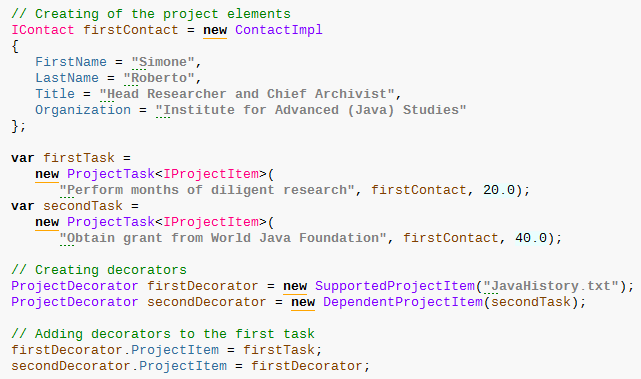 // Creating of the project elements
IContact firstContact = new ContactImpl
{
   FirstName = "Simone",
   LastName = "Roberto",
   Title = "Head Researcher and Chief Archivist",
   Organization = "Institute for Advanced (Java) Studies"
};

var firstTask =
   new ProjectTask<IProjectItem>(
      "Perform months of diligent research", firstContact, 20.0);
var secondTask =
   new ProjectTask<IProjectItem>(
      "Obtain grant from World Java Foundation", firstContact, 40.0);

// Creating decorators
ProjectDecorator firstDecorator = new SupportedProjectItem("JavaHistory.txt");
ProjectDecorator secondDecorator = new DependentProjectItem(secondTask);

// Adding decorators to the first task
firstDecorator.ProjectItem = firstTask;
secondDecorator.ProjectItem = firstDecorator;